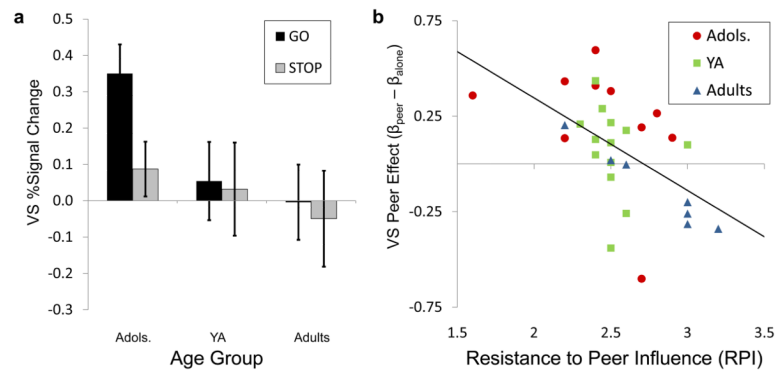 a
GO
STOP
VS %Signal Change
0.5
0.4
0.3
0.2
0.1
0.0
-0.1
-0.2
-0.3
Adols.
YA
Adults
Age Group
b
Adols.
YA
Adults
VS Peer Effect (βpeer – βalone)
0.75
0.25
-0.25
-0.75
1.5
2
2.5
3
3.5
Resistance to Peer Influence (RPI)